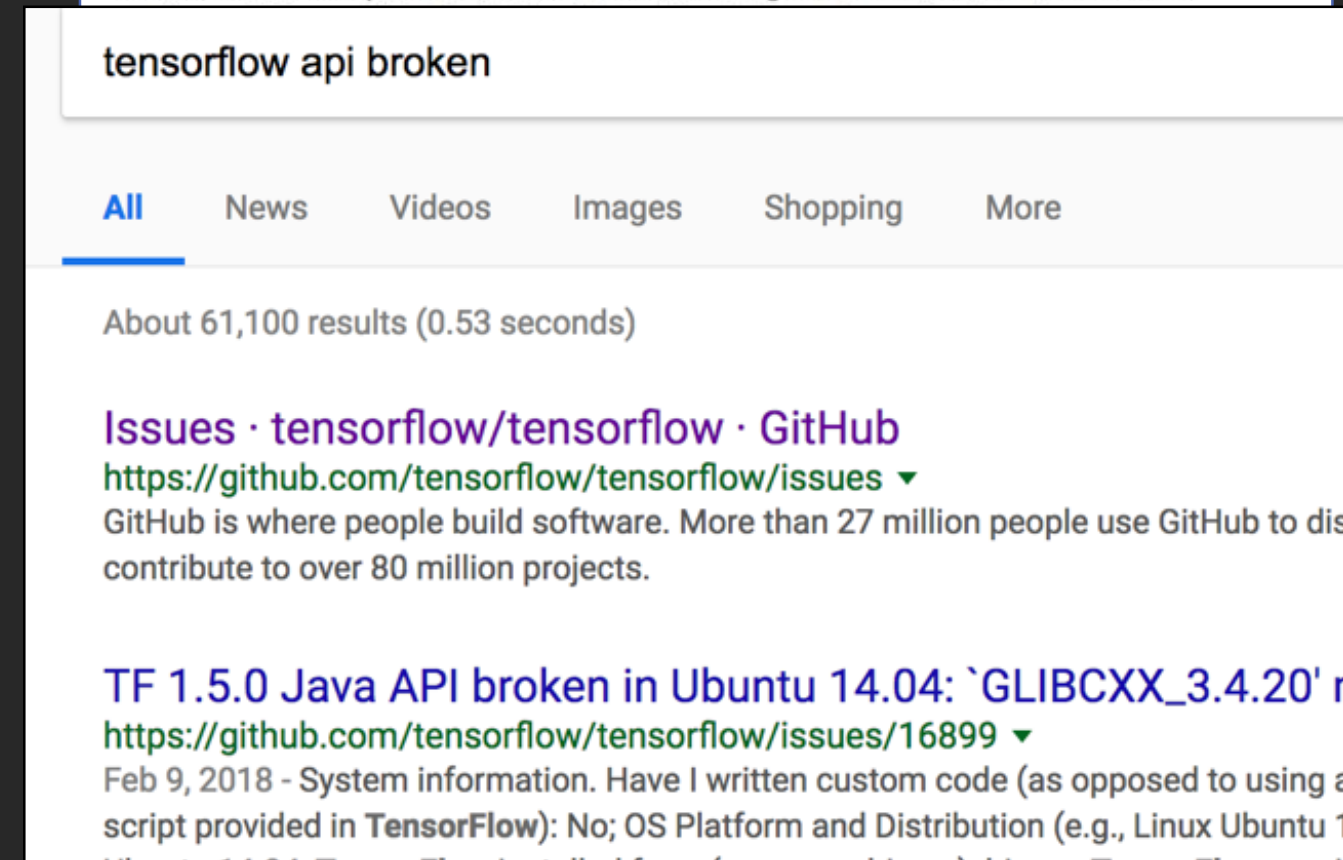 tensorflow api broken
All News Videos Images Shopping More
About 61,100 results (0.53 seconds)
Issues · tensorflow/tensorflow · GitHub
https://github.com/tensorflow/tensorflow/issues
GitHub is where people build software. More than 27 million people use GitHub to
contribute to over 80 million projects.
TF 1.5.0 Java API broken in Ubuntu 14.04: `GLIBCXX_3.4.20'
https://github.com/tensorflow/tensorflow/issues/16899
Feb 9, 2018 - System information. Have I written custom code (as opposed to using
script provided in TensorFlow): No; OS Platform and Distribution (e.g., Linux Ubuntu